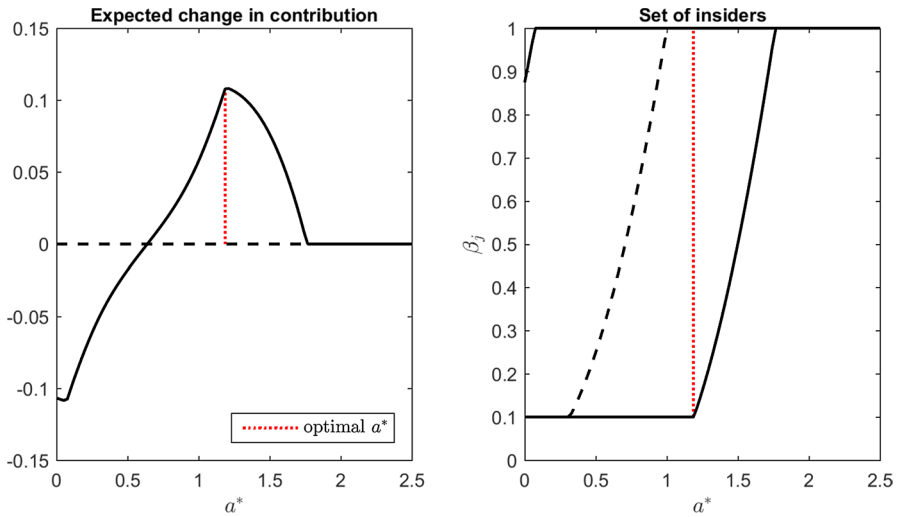 Expected change in contribution
0.15
0.1
0.05
0
-0.05
-0.1
-0.15
0 0.5 1 1.5 2 2.5
a*
optimal a*
Set of insiders
1
0.9
0.8
0.7
0.6
0.5
0.4
0.3
0.2
0.1
0
0 0.5 1 1.5 2 2.5
βj
a*